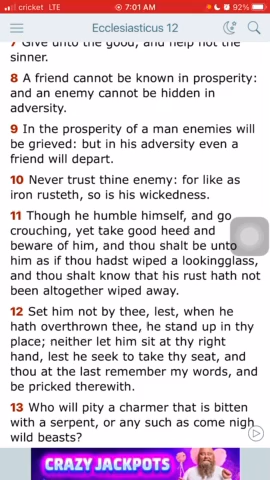 cricket LTE 7:01 AM 92%
Ecclesiasticus 12
7 Give unto the good, and help not the
sinner.
8 A friend cannot be known in prosperity:
and an enemy cannot be hidden in
adversity.
9 In the prosperity of a man enemies will
be grieved: but in his adversity even a
friend will depart.
10 Never trust thine enemy: for like as
iron rusteth, so is his wickedness.
11 Though he humble himself, and go
crouching, yet take good heed and
beware of him, and thou shalt be unto
him as if thou hadst wiped a lookingglass,
and thou shalt know that his rust hath not
been altogether wiped away.
12 Set him not by thee, lest, when he
hath overthrown thee, he stand up in thy
place; neither let him sit at thy right
hand, lest he seek to take thy seat, and
thou at the last remember my words, and
be pricked therewith.
13 Who will pity a charmer that is bitten
with a serpent, or any such as come nigh
wild beasts?
CRAZY JACKPOTS